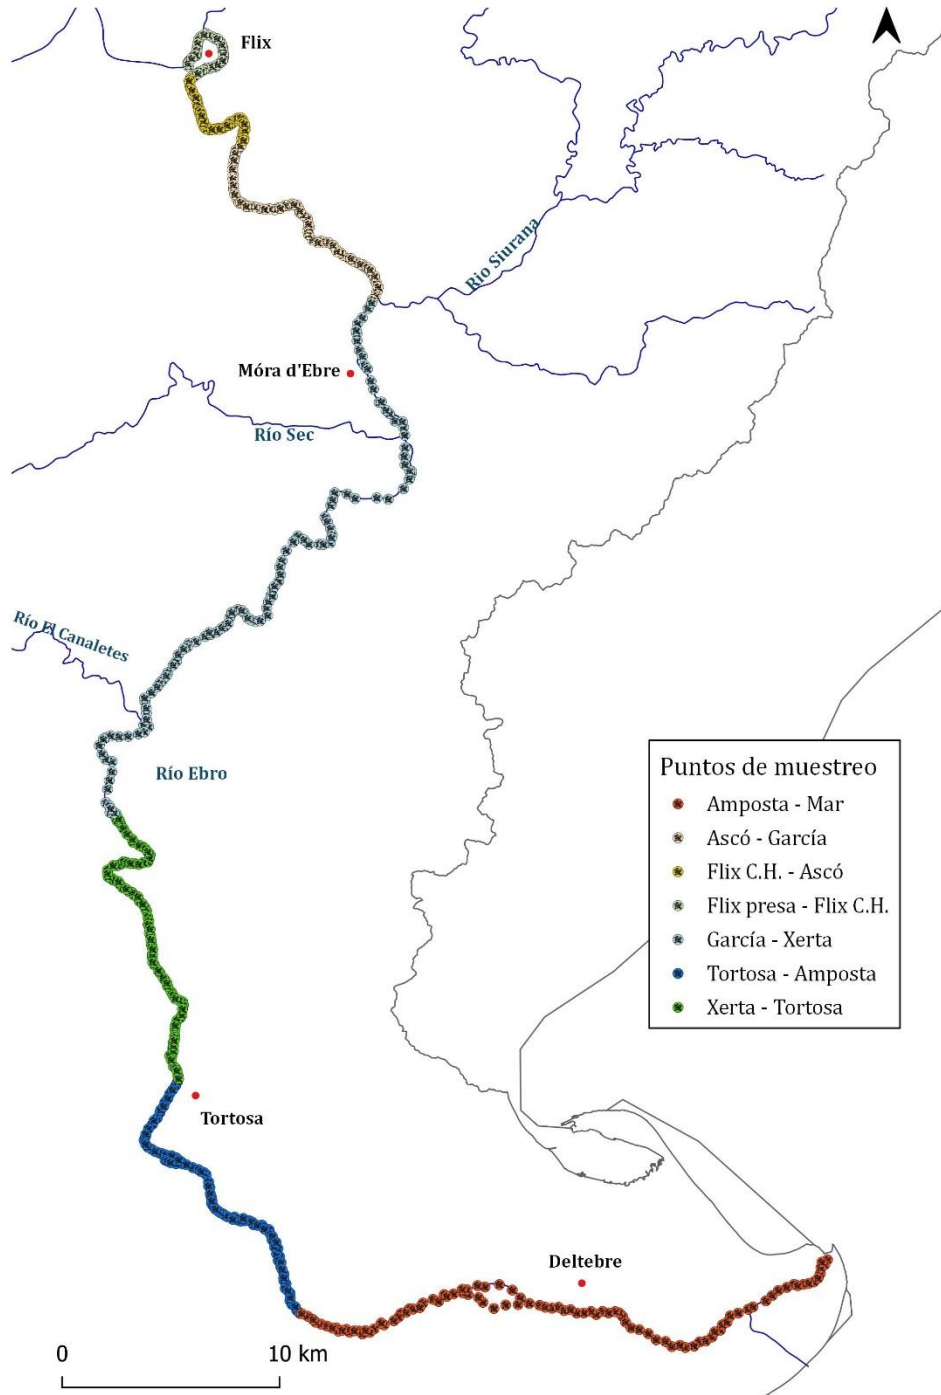 Flix
Rio Siurana
Móra d'Ebre
Río Sec
Río El Canaletes
Río Ebro
Puntos de muestreo
Amposta - Mar
Ascó - García
Flix C.H. - Ascó
Flix presa - Flix C.H.
García - Xerta
Tortosa - Amposta
Xerta - Tortosa
Tortosa
Deltebre
0 10 km